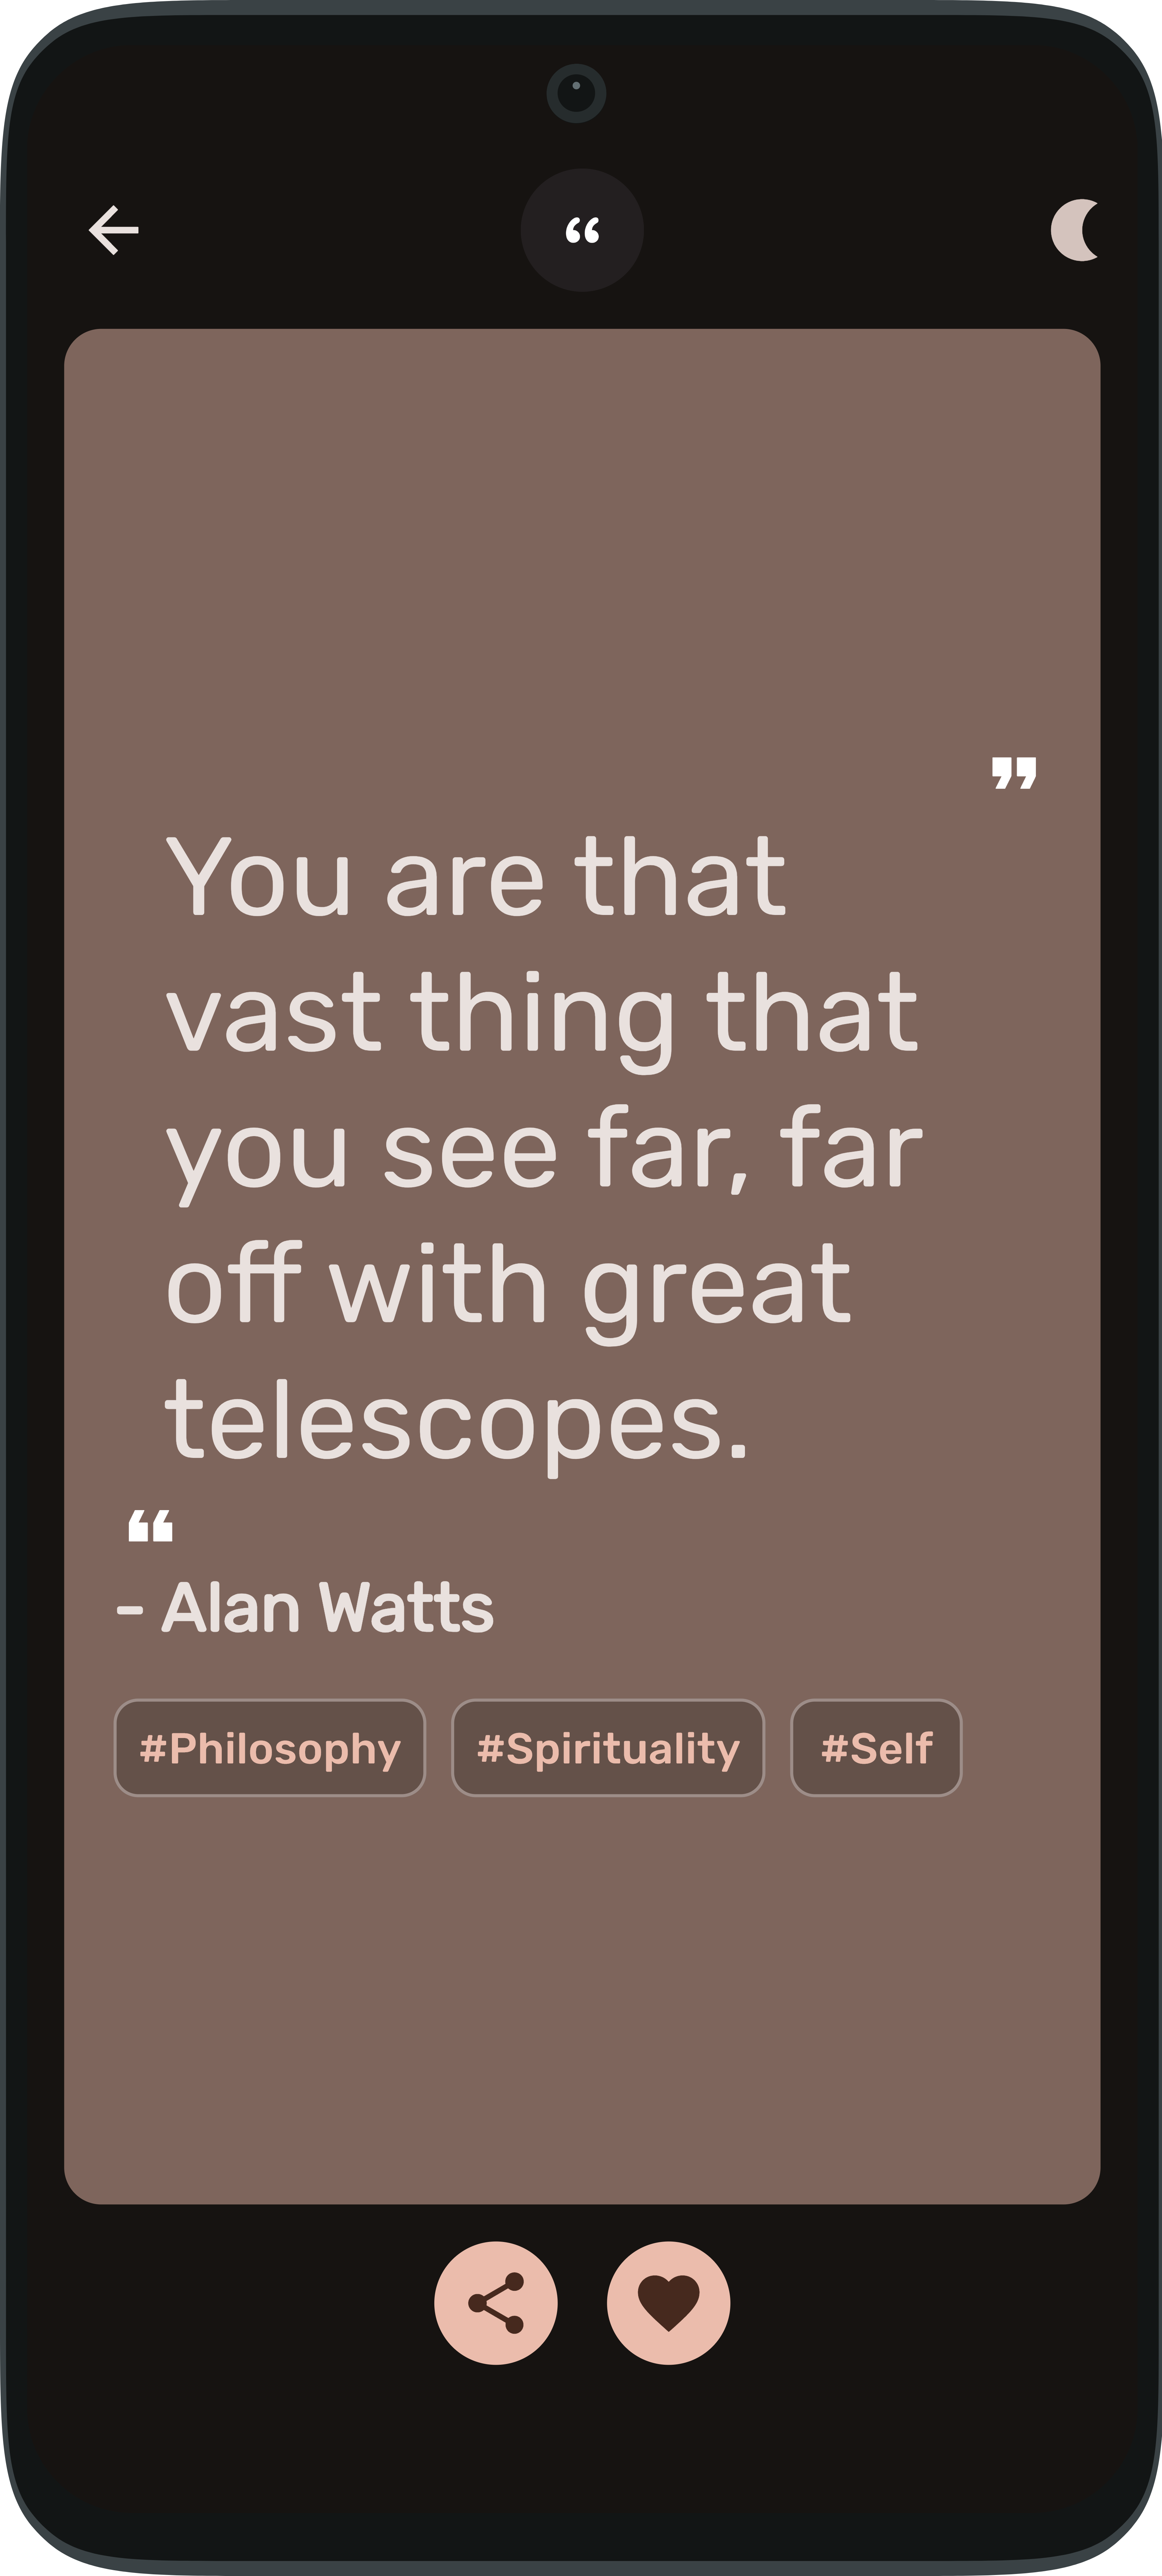 “
”
You are that
vast thing that
you see far, far
off with great
telescopes.
“
- Alan Watts
#Philosophy #Spirituality #Self